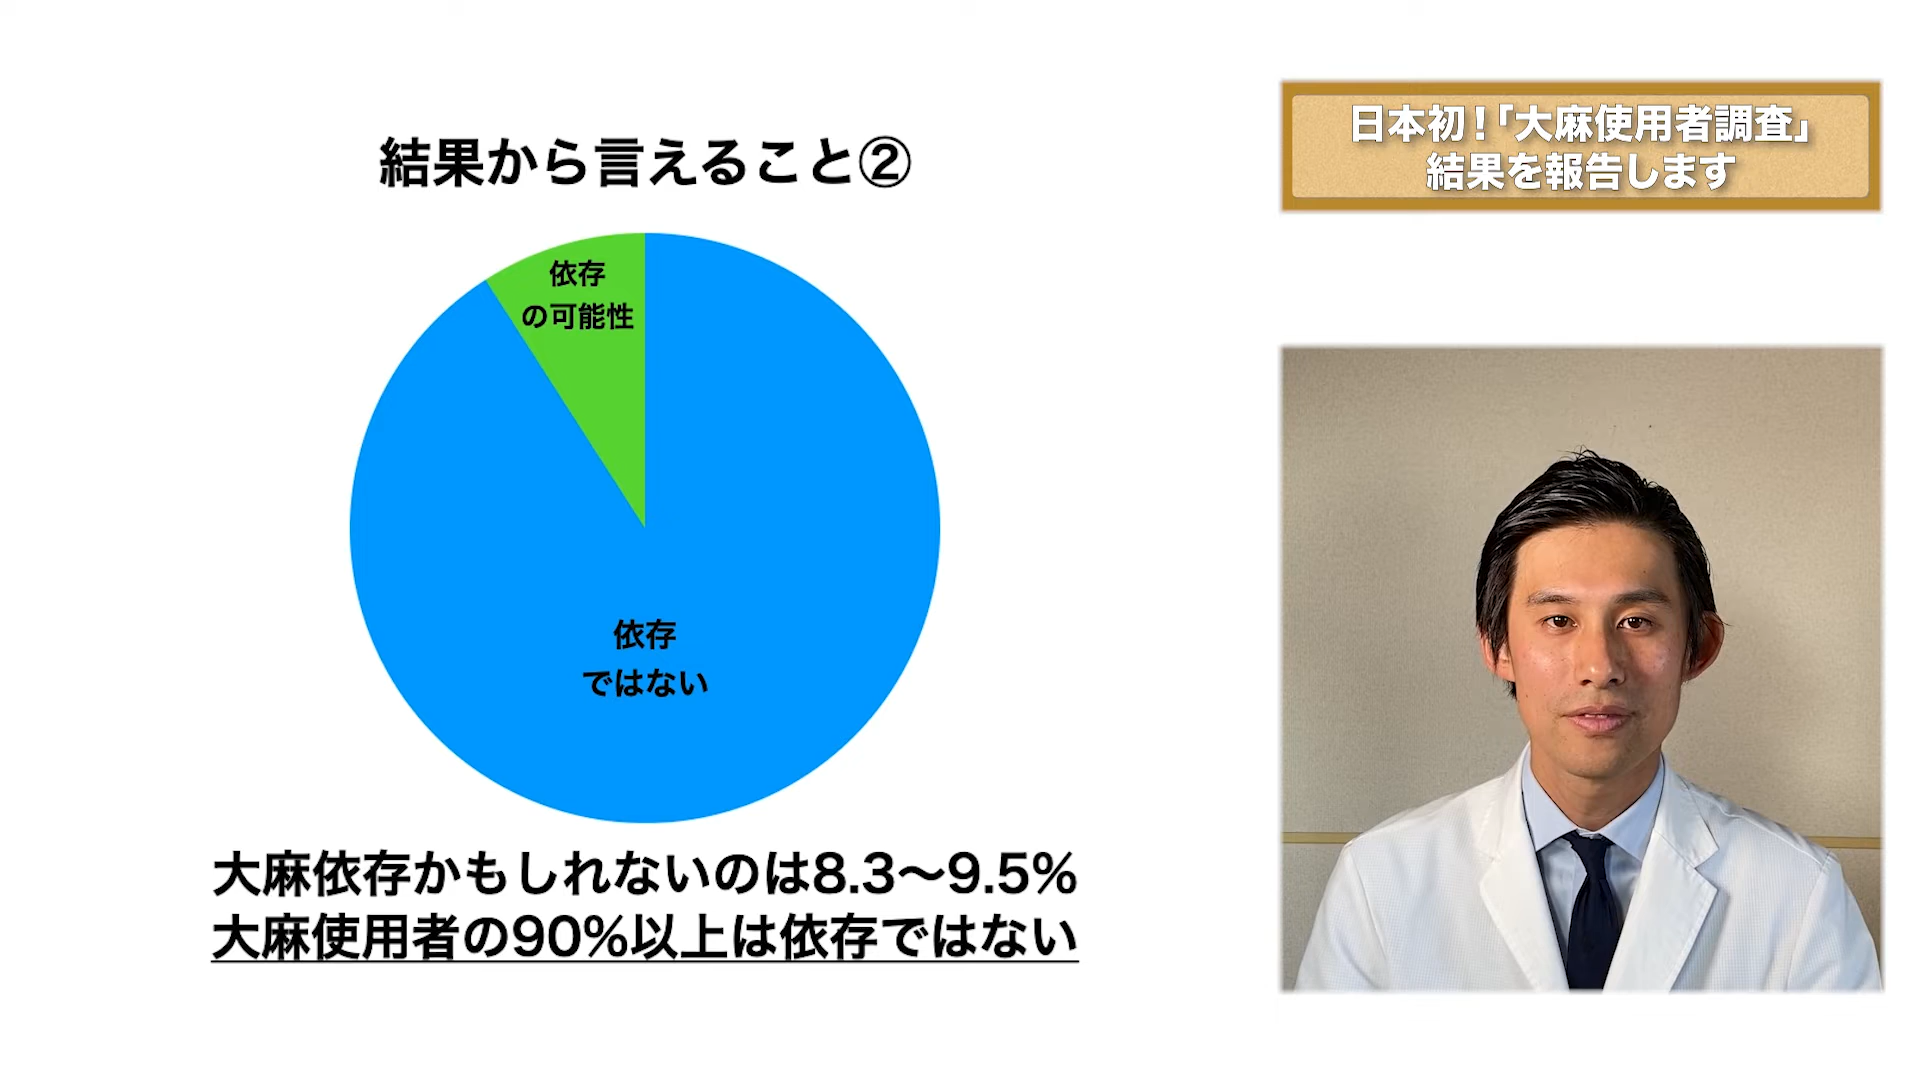 結果から言えること②
依存
の可能性
依存
ではない
大麻依存かもしれないのは8.3〜9.5%
大麻使用者の90%以上は依存ではない
日本初！「大麻使用者調査」
結果を報告します